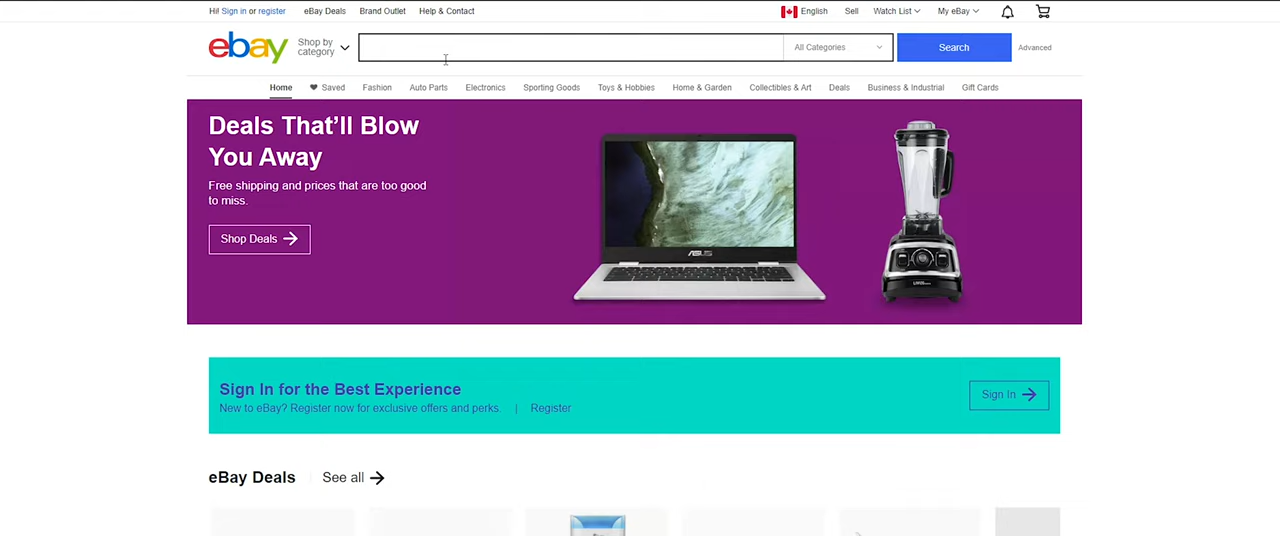 Hi! Sign in or register eBay Deals Brand Outlet Help & Contact English Sell Watch List My eBay
ebay Shop by category All Categories Search Advanced
Home Saved Fashion Auto Parts Electronics Sporting Goods Toys & Hobbies Home & Garden Collectibles & Art Deals Business & Industrial Gift Cards
Deals That'll Blow
You Away
Free shipping and prices that are too good
to miss.
Shop Deals
ASUS
Sign In for the Best Experience
New to eBay? Register now for exclusive offers and perks. | Register
Sign In
eBay Deals See all